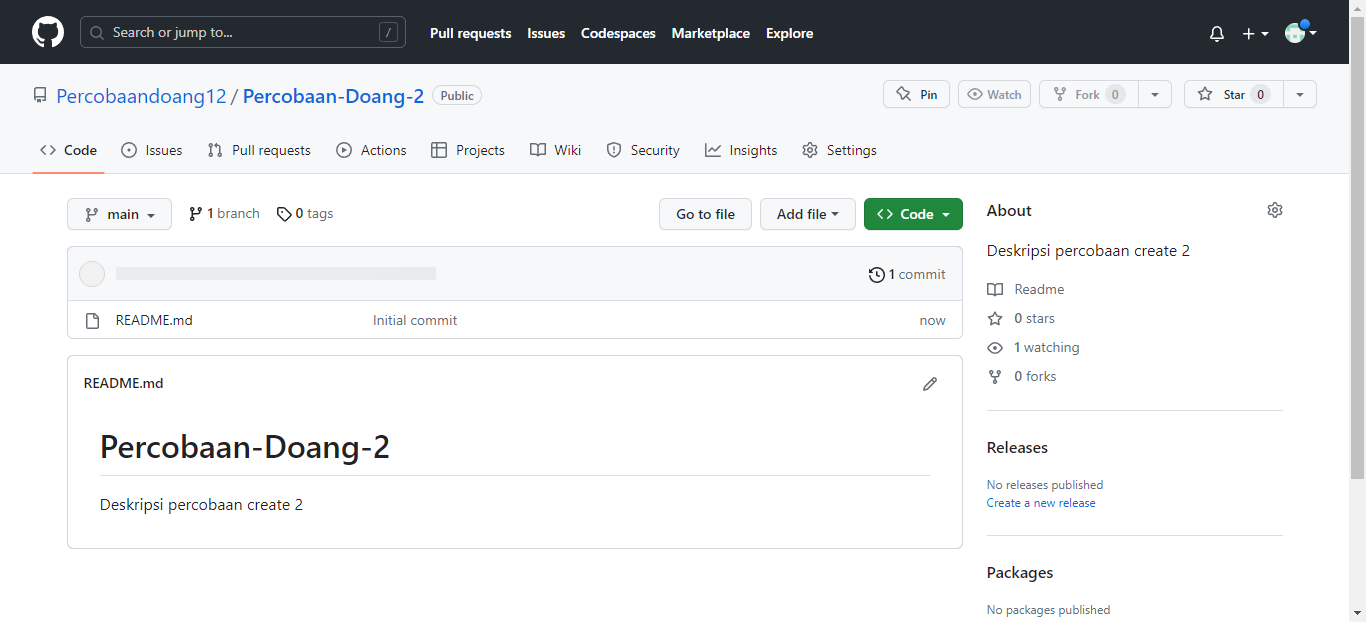 Search or jump to... / Pull requests Issues Codespaces Marketplace Explore
Percobaandoang12 / Percobaan-Doang-2 Public Pin Watch Fork 0 Star 0
Code Issues Pull requests Actions Projects Wiki Security Insights Settings
main 1 branch 0 tags Go to file Add file Code
1 commit
README.md Initial commit now
README.md
Percobaan-Doang-2
Deskripsi percobaan create 2
About
Deskripsi percobaan create 2
Readme
0 stars
1 watching
0 forks
Releases
No releases published
Create a new release
Packages
No packages published